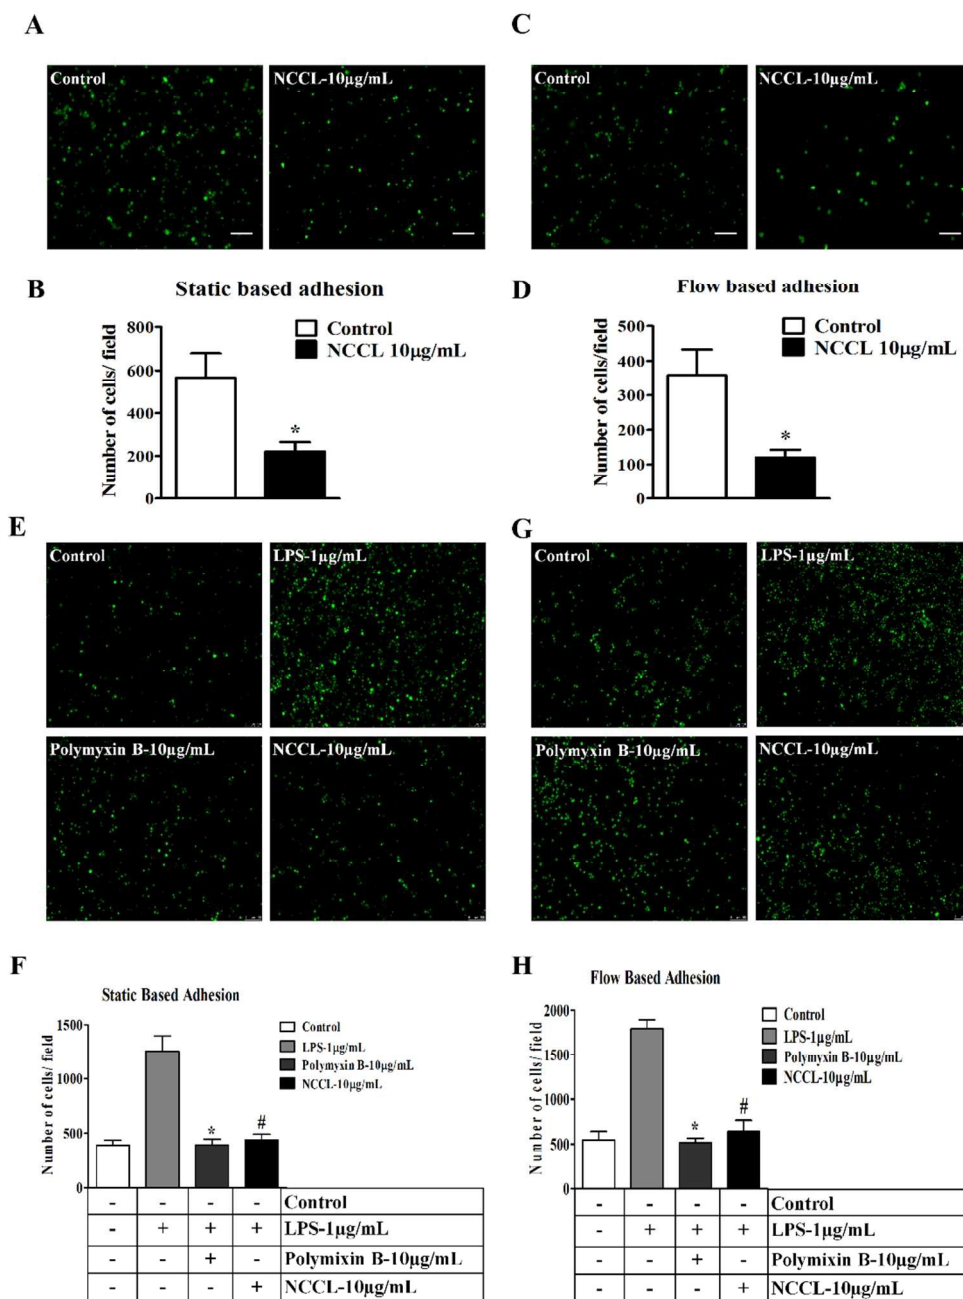 A
C
Control
NCCL-10µg/mL
Control
NCCL-10µg/mL
B
Static based adhesion
D
Flow based adhesion
Number of cells/ field
800
600
400
200
0
Control
NCCL 10µg/mL
*
Number of cells/field
500
400
300
200
100
0
Control
NCCL 10µg/mL
*
E
G
Control
LPS-1µg/mL
Control
LPS-1µg/mL
Polymyxin B-10µg/mL
NCCL-10µg/mL
Polymyxin B-10µg/mL
NCCL-10µg/mL
F
Static Based Adhesion
Number of cells/ field
1500
1000
500
0
Control
LPS-1µg/mL
Polymyxin B-10µg/mL
NCCL-10µg/mL
*
#
- - - - Control
- + + + LPS-1µg/mL
- - + - Polymixin B-10µg/mL
- - - + NCCL-10µg/mL
H
Flow Based Adhesion
Number of cells/ field
2000
1500
1000
500
0
Control
LPS-1µg/mL
Polymyxin B-10µg/mL
NCCL-10µg/mL
*
#
- - - - Control
- + + + LPS-1µg/mL
- - + - Polymixin B-10µg/mL
- - - + NCCL-10µg/mL